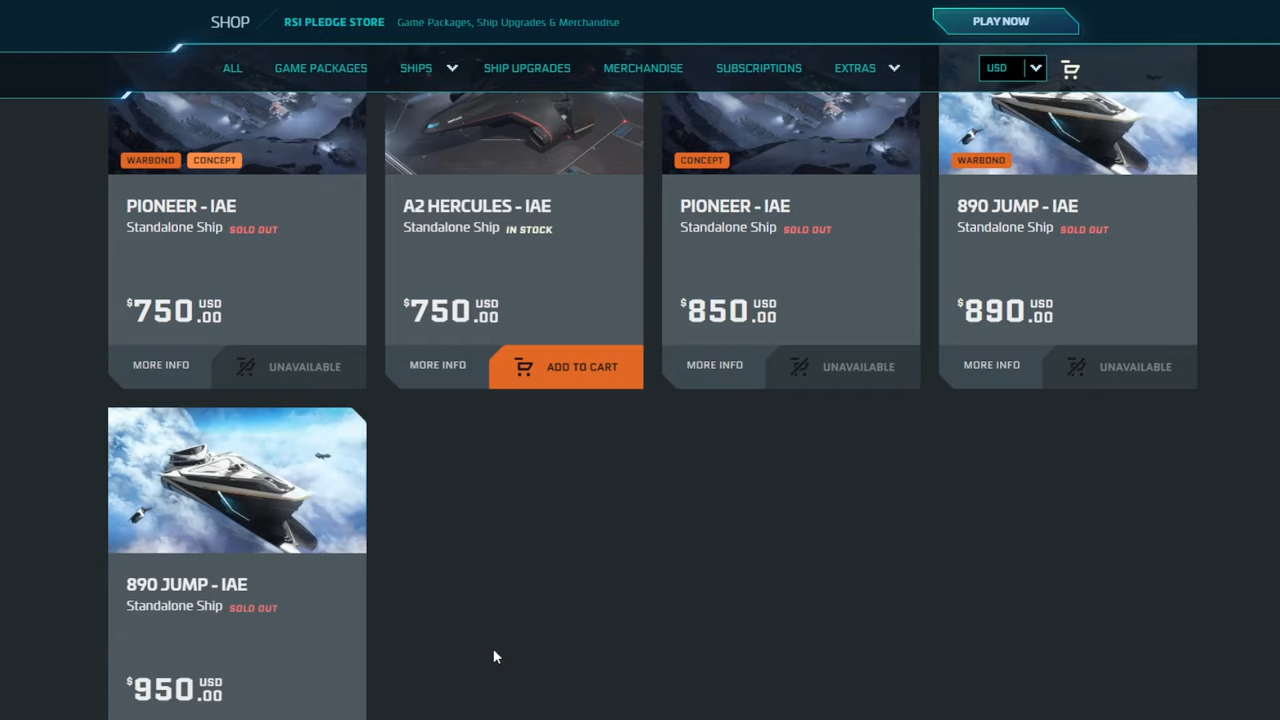 SHOP
RSI PLEDGE STORE
Game Packages, Ship Upgrades & Merchandise
PLAY NOW
ALL
GAME PACKAGES
SHIPS
SHIP UPGRADES
MERCHANDISE
SUBSCRIPTIONS
EXTRAS
USD
WARBOND
CONCEPT
PIONEER - IAE
Standalone Ship SOLD OUT
$750 USD .00
MORE INFO
UNAVAILABLE
A2 HERCULES - IAE
Standalone Ship IN STOCK
$750 USD .00
MORE INFO
ADD TO CART
CONCEPT
PIONEER - IAE
Standalone Ship SOLD OUT
$850 USD .00
MORE INFO
UNAVAILABLE
WARBOND
890 JUMP - IAE
Standalone Ship SOLD OUT
$890 USD .00
MORE INFO
UNAVAILABLE
890 JUMP - IAE
Standalone Ship SOLD OUT
$950 USD .00